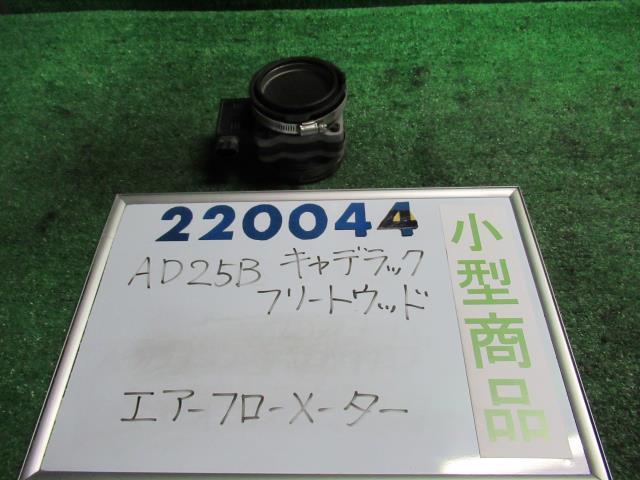 220044
AD25B キャデラック
フリートウッド
エアーフローメーター
小型商品